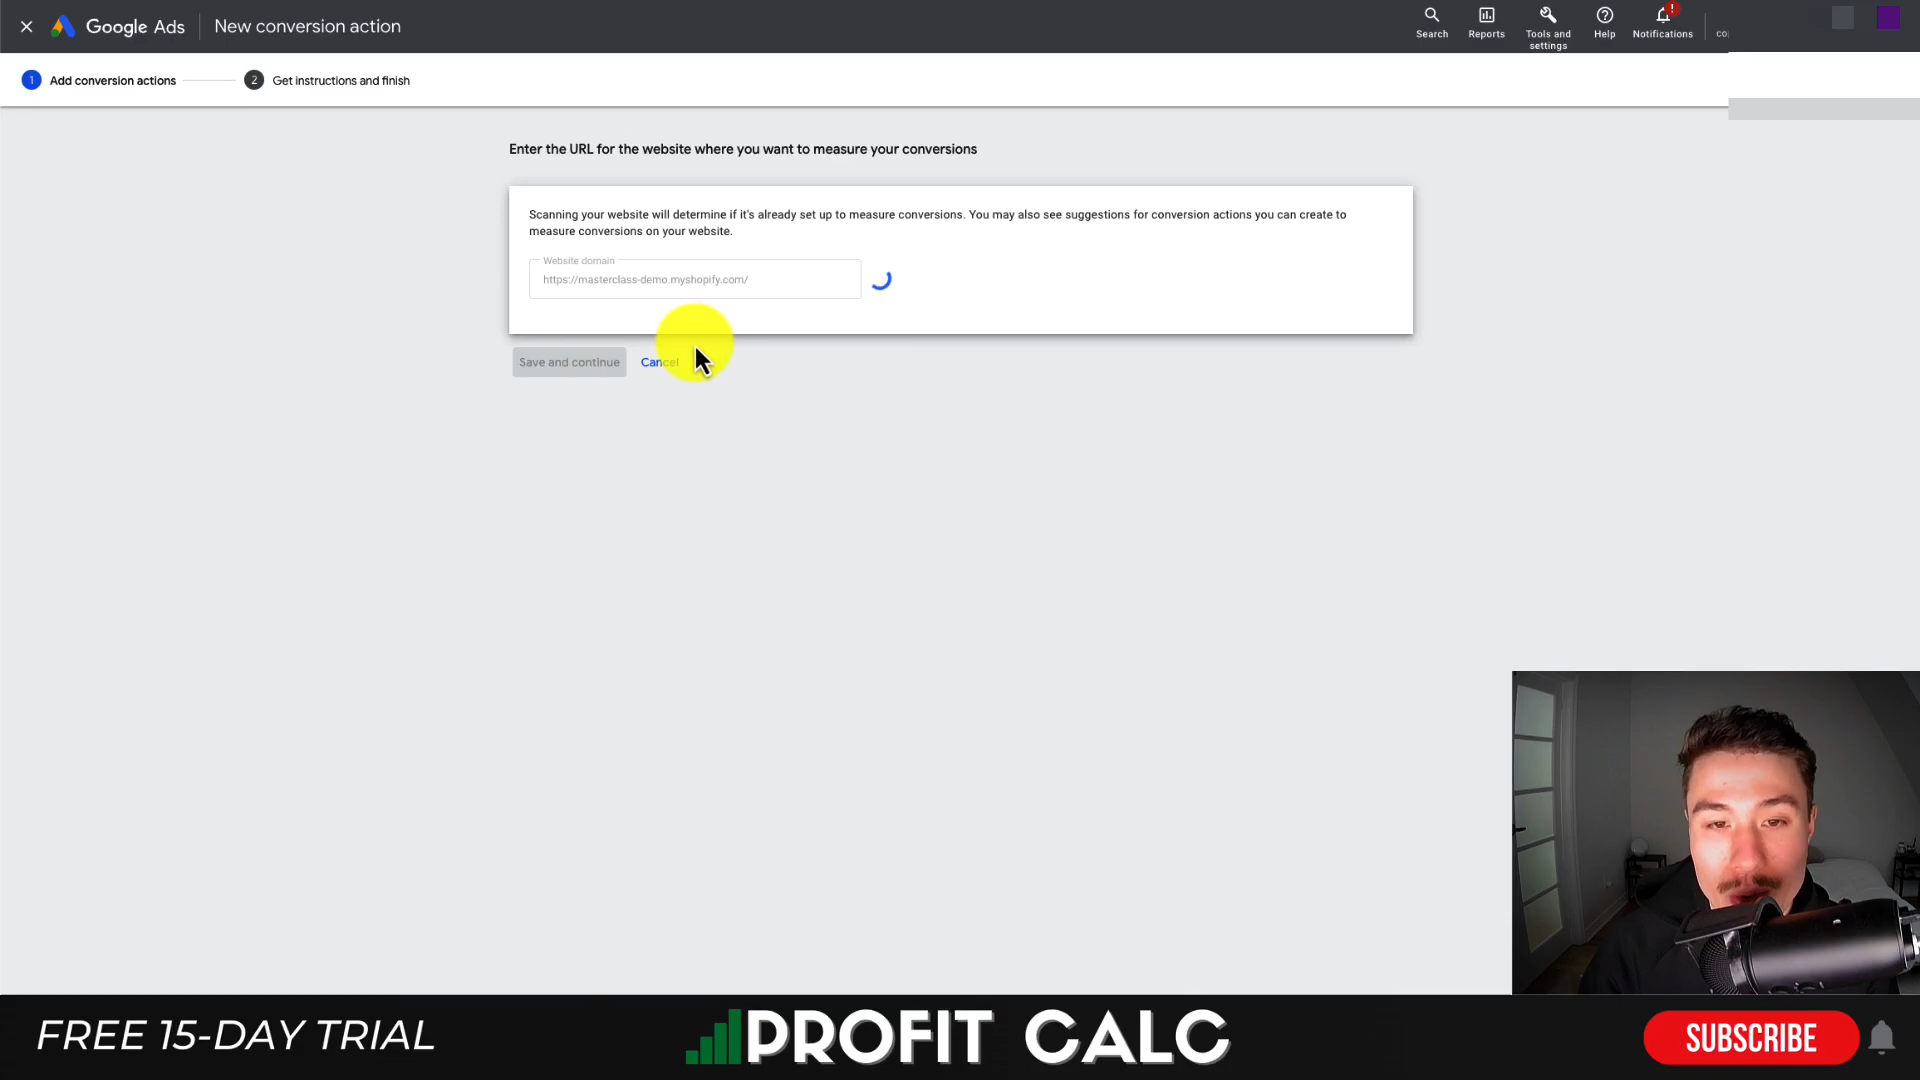 Google Ads
New conversion action
Search
Reports
Tools and
settings
Help
Notifications
co
1 Add conversion actions
2 Get instructions and finish
Enter the URL for the website where you want to measure your conversions
Scanning your website will determine if it's already set up to measure conversions. You may also see suggestions for conversion actions you can create to
measure conversions on your website.
Website domain
https://masterclass-demo.myshopify.com/
Save and continue
Cancel
FREE 15-DAY TRIAL
PROFIT CALC
SUBSCRIBE